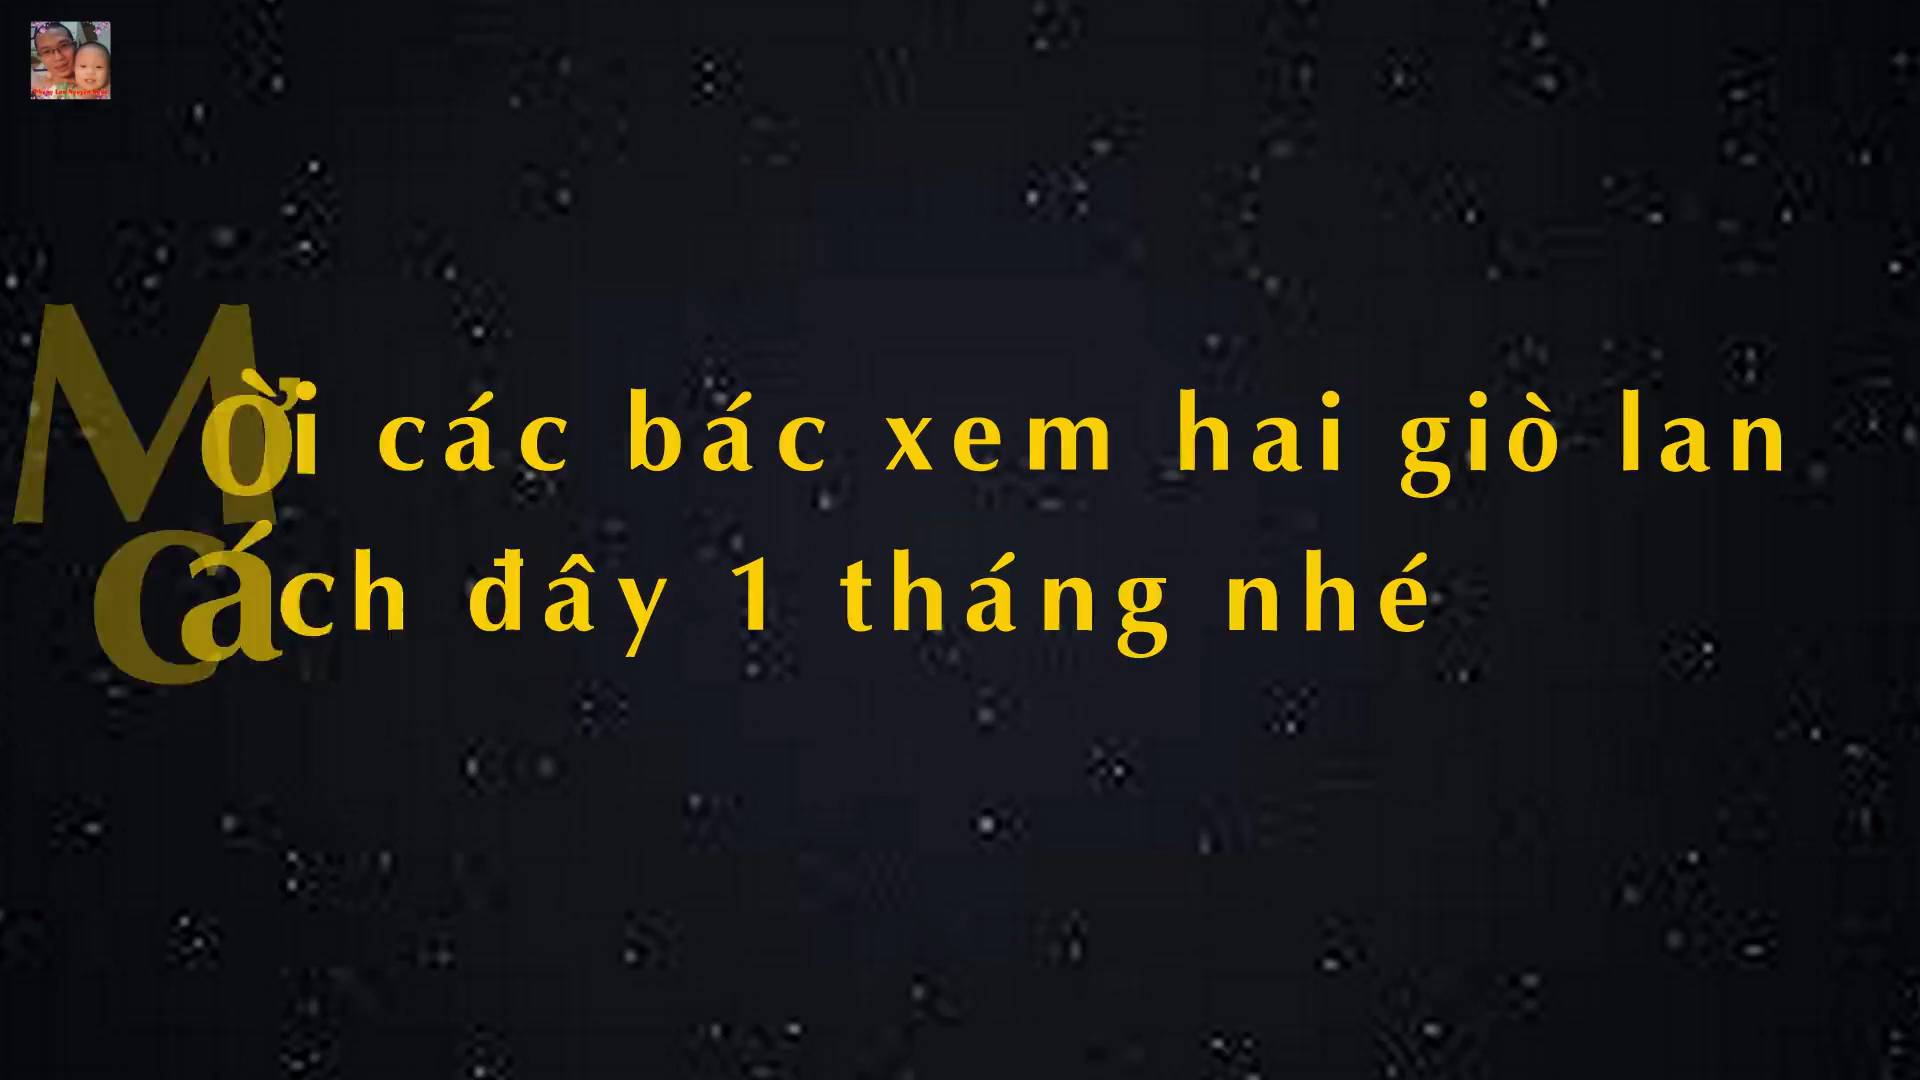 Mời các bác xem hai giò lan
cách đây 1 tháng nhé